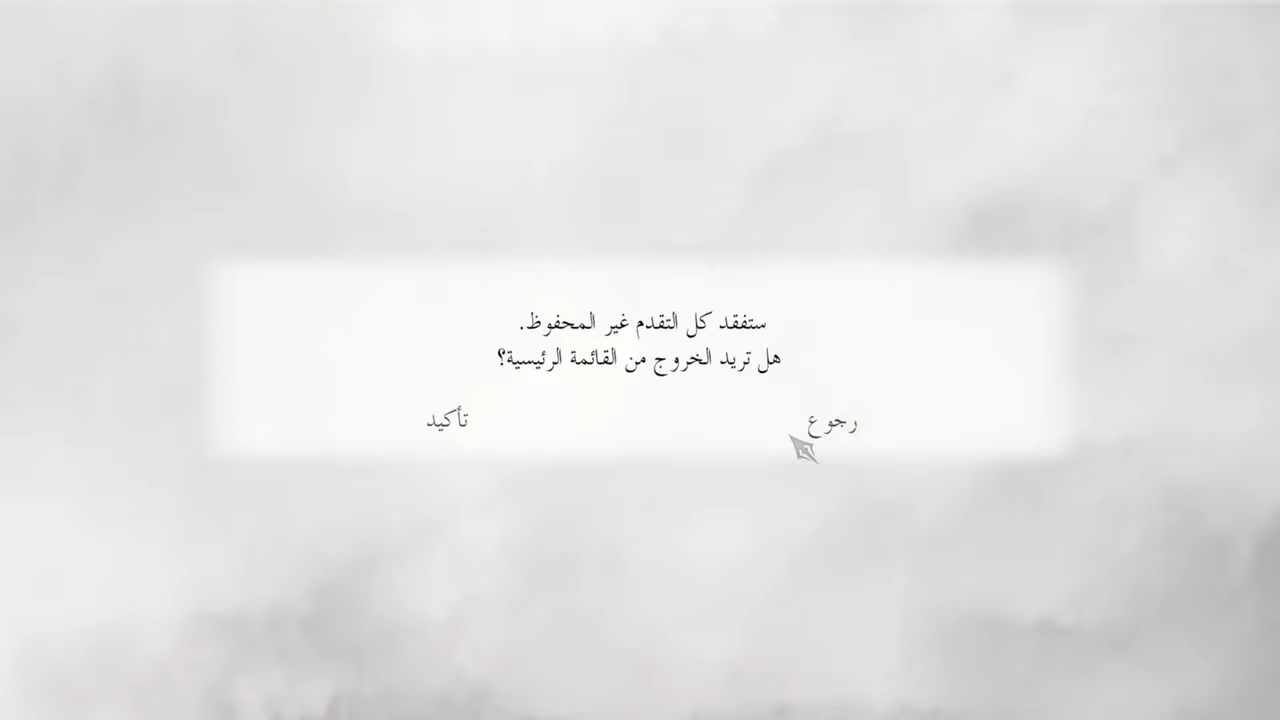 ستفقد كل التقدم غير المحفوظ.
هل تريد الخروج من القائمة الرئيسية؟
رجوع
تأكيد